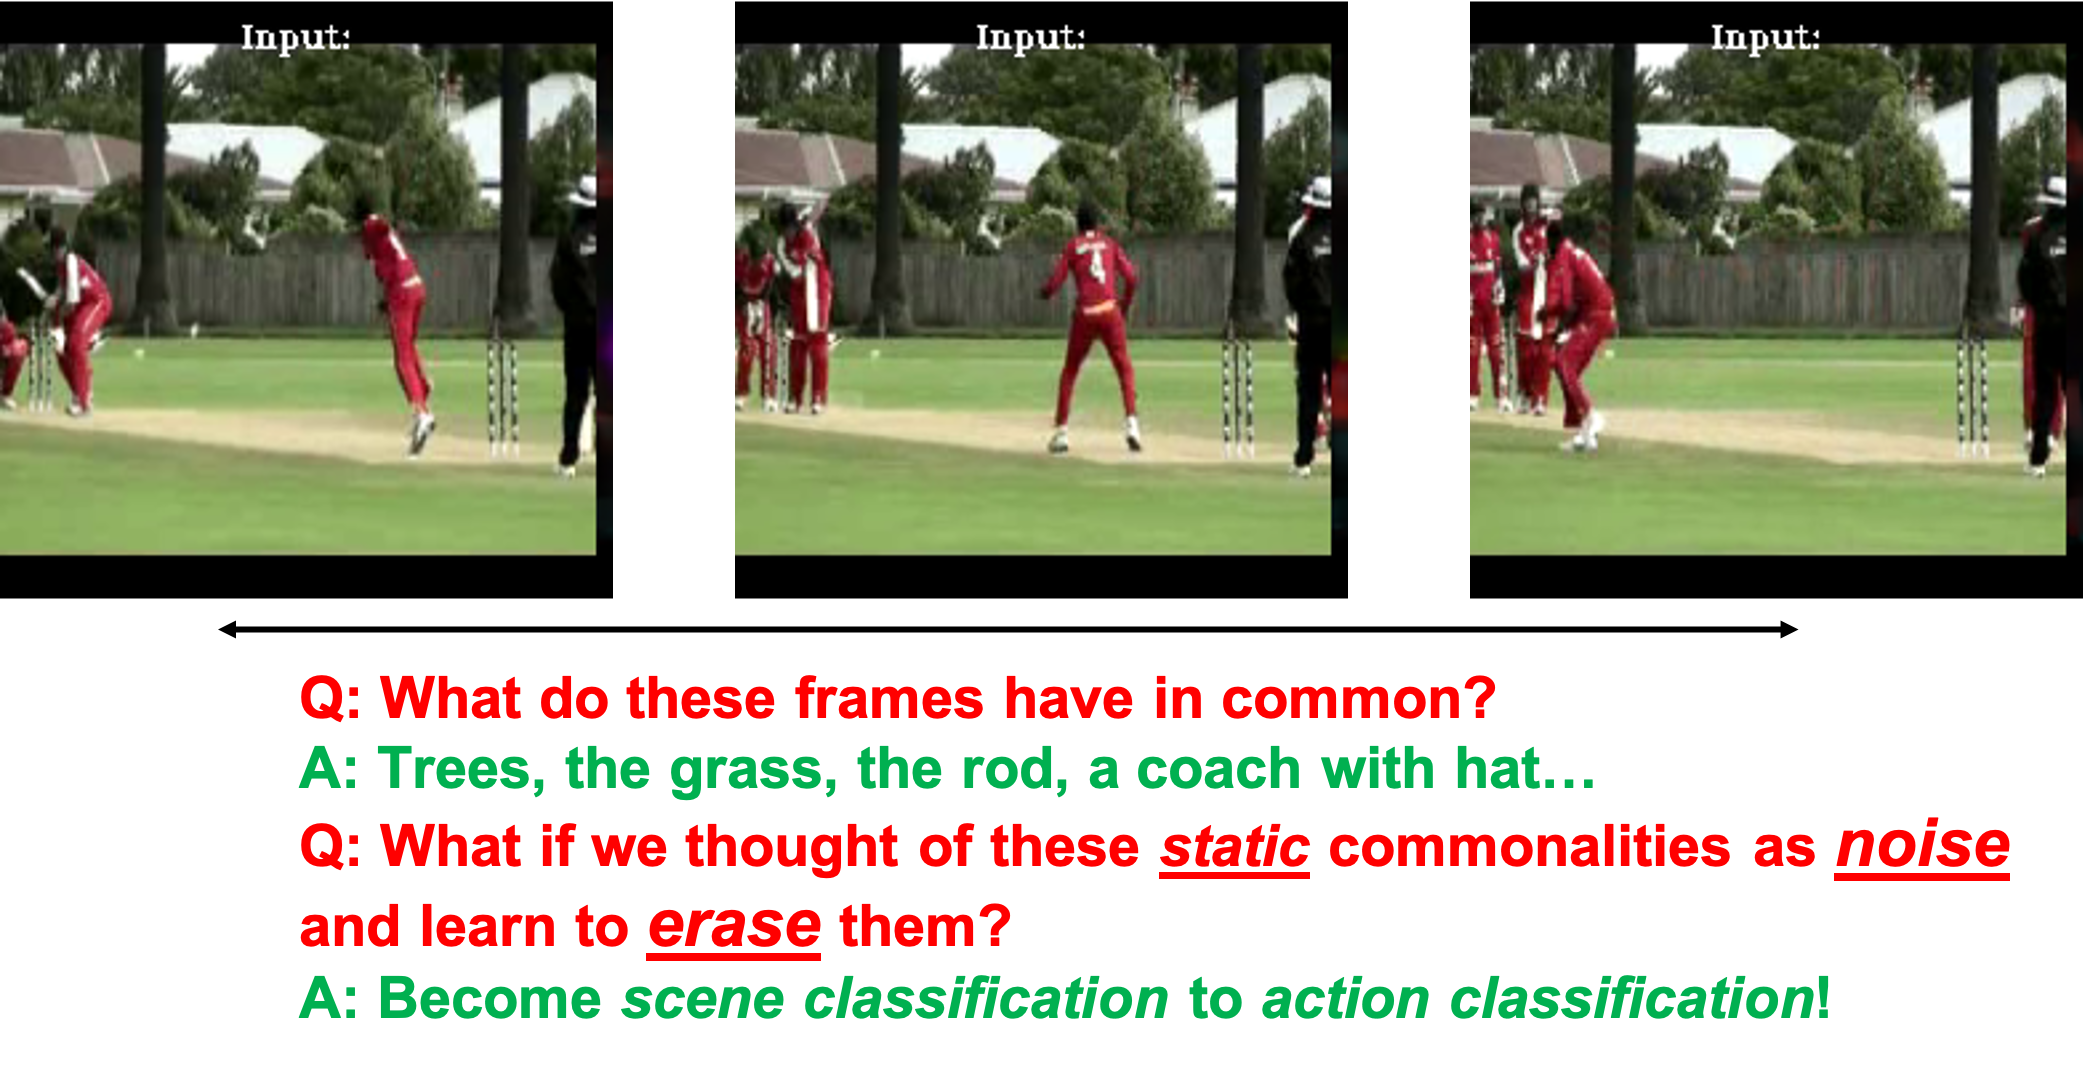 Input:
Input:
Input:
4
Q: What do these frames have in common?
A: Trees, the grass, the rod, a coach with hat…
Q: What if we thought of these static commonalities as noise
and learn to erase them?
A: Become scene classification to action classification!